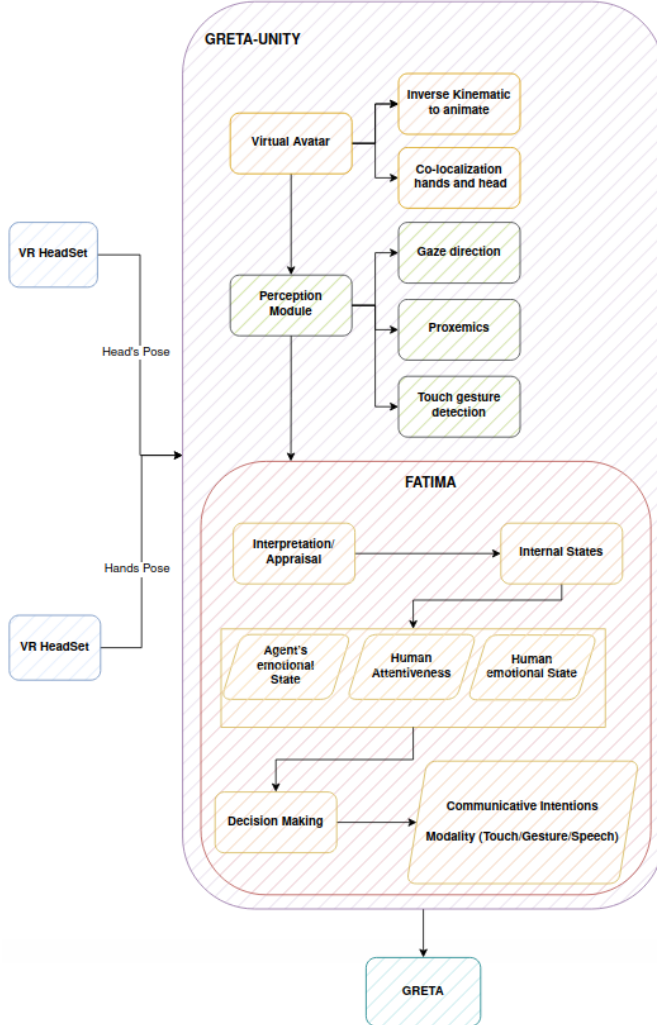 GRETA-UNITY
Inverse Kinematic
to animate
Virtual Avatar
Co-localization
hands and head
VR HeadSet
Gaze direction
Perception
Module
Proxemics
Head's Pose
Touch gesture
detection
FATIMA
Interpretation/
Appraisal
Internal States
Hands Pose
VR HeadSet
Agent's
emotional
State
Human
Attentiveness
Human
emotional State
Decision Making
Communicative Intentions
Modality (Touch/Gesture/Speech)
GRETA